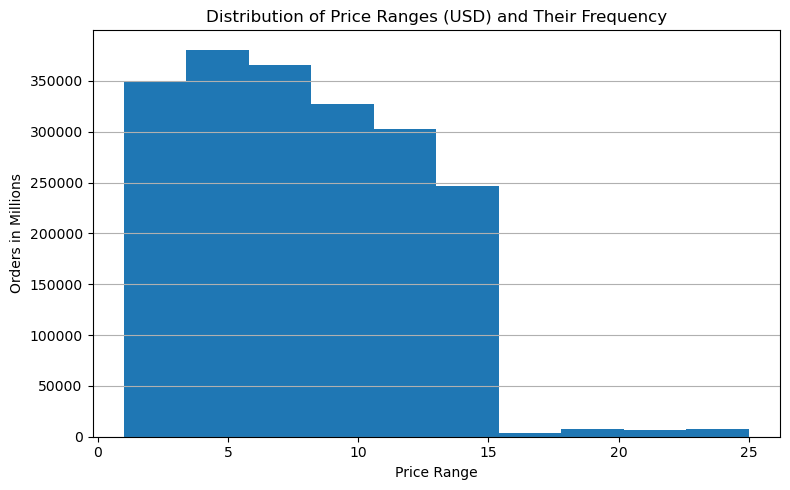 Distribution of Price Ranges (USD) and Their Frequency
350000
300000
250000
200000
150000
100000
50000
0
Orders in Millions
0 5 10 15 20 25
Price Range